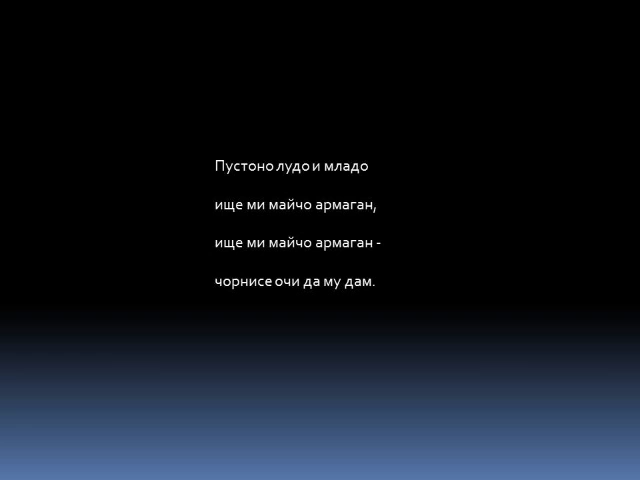 Пустоно лудо и младо
ище ми майчо армаган,
ище ми майчо армаган -
чорнисе очи да му дам.